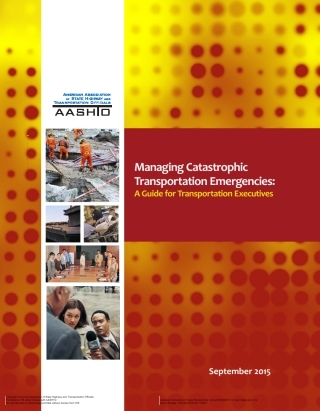 AMERICAN ASSOCIATION
OF STATE HIGHWAY AND
TRANSPORTATION OFFICIALS
AASHTO
Managing Catastrophic
Transportation Emergencies:
A Guide for Transportation Executives
September 2015